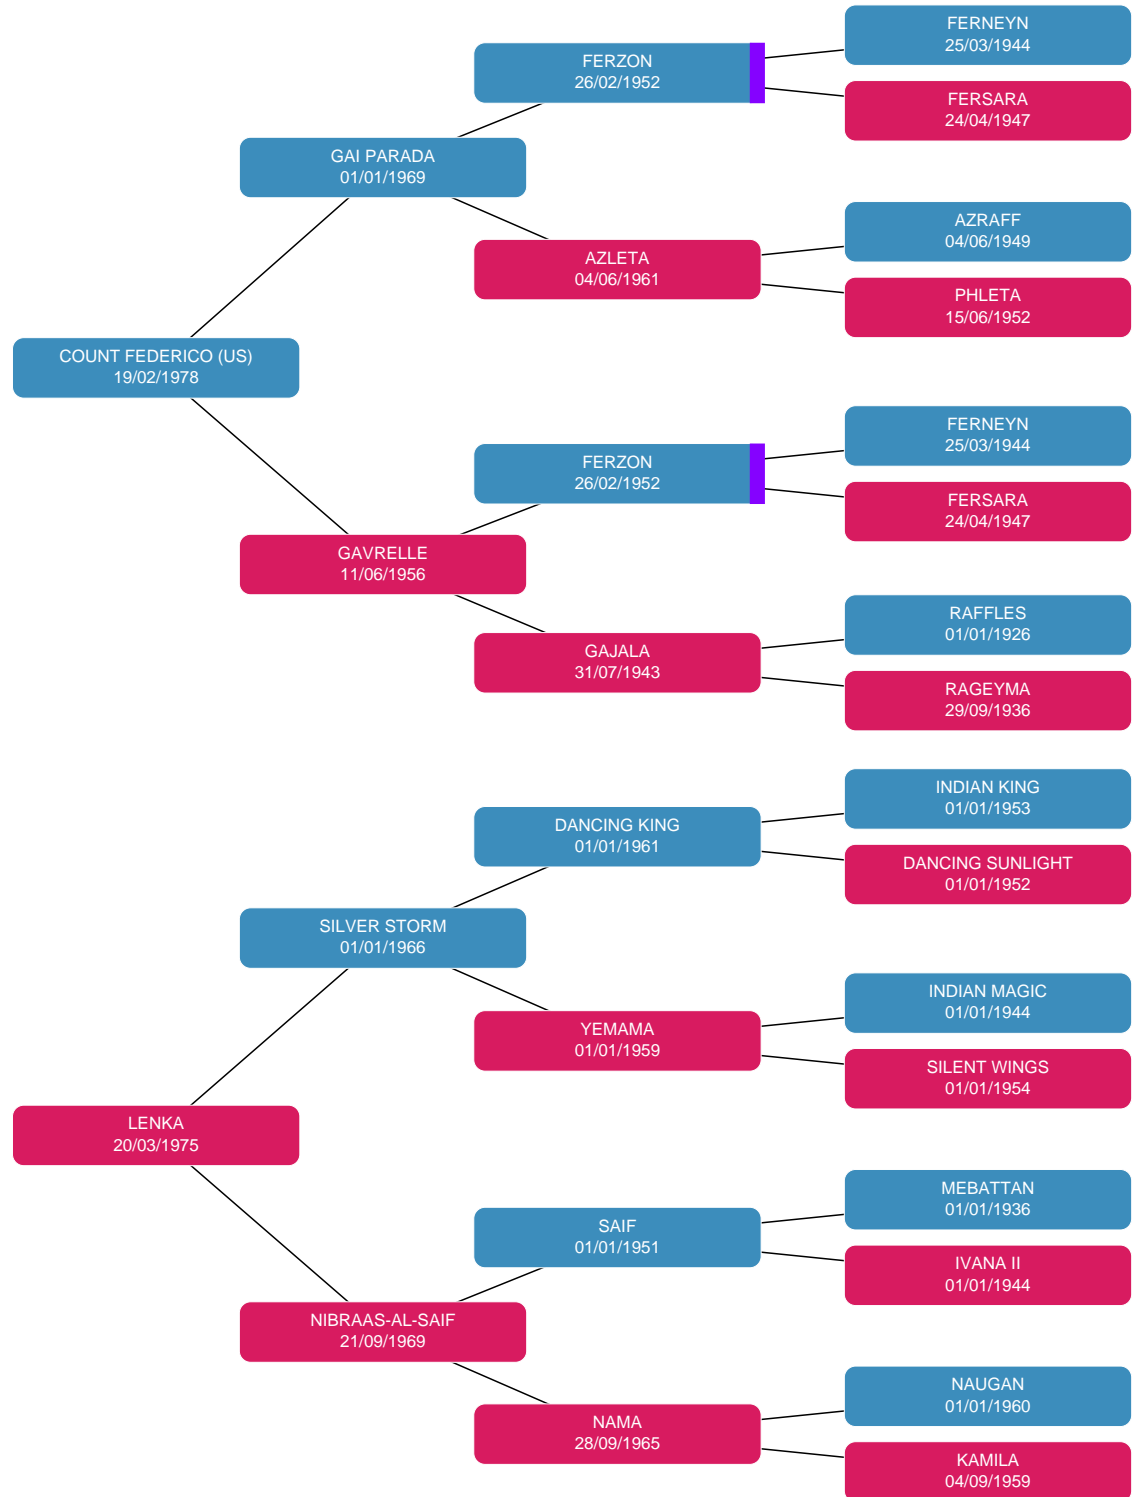 FERNEYN
25/03/1944
FERZON
26/02/1952
FERSARA
24/04/1947
GAI PARADA
01/01/1969
AZRAFF
04/06/1949
AZLETA
04/06/1961
PHLETA
15/06/1952
COUNT FEDERICO (US)
19/02/1978
FERNEYN
25/03/1944
FERZON
26/02/1952
FERSARA
24/04/1947
GAVRELLE
11/06/1956
RAFFLES
01/01/1926
GAJALA
31/07/1943
RAGEYMA
29/09/1936
INDIAN KING
01/01/1953
DANCING KING
01/01/1961
DANCING SUNLIGHT
01/01/1952
SILVER STORM
01/01/1966
INDIAN MAGIC
01/01/1944
YEMAMA
01/01/1959
SILENT WINGS
01/01/1954
LENKA
20/03/1975
MEBATTAN
01/01/1936
SAIF
01/01/1951
IVANA II
01/01/1944
NIBRAAS-AL-SAIF
21/09/1969
NAUGAN
01/01/1960
NAMA
28/09/1965
KAMILA
04/09/1959